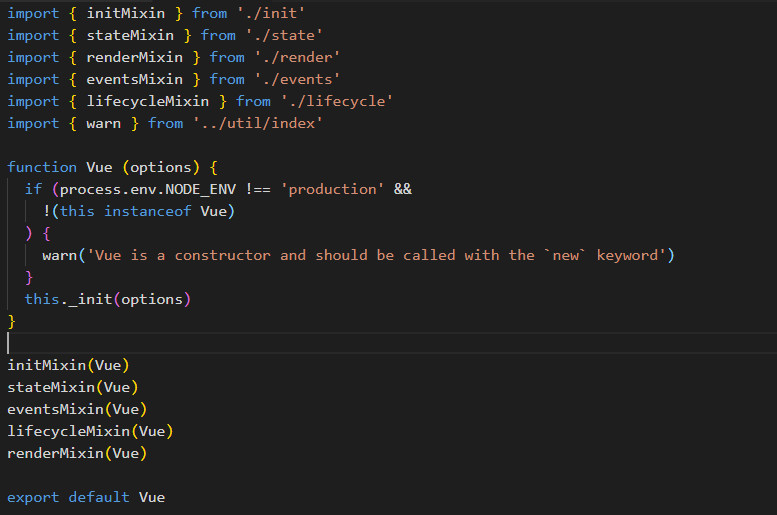 import { initMixin } from './init'
import { stateMixin } from './state'
import { renderMixin } from './render'
import { eventsMixin } from './events'
import { lifecycleMixin } from './lifecycle'
import { warn } from '../util/index'

function Vue (options) {
  if (process.env.NODE_ENV !== 'production' &&
    !(this instanceof Vue)
  ) {
    warn('Vue is a constructor and should be called with the `new` keyword')
  }
  this._init(options)
}

initMixin(Vue)
stateMixin(Vue)
eventsMixin(Vue)
lifecycleMixin(Vue)
renderMixin(Vue)

export default Vue